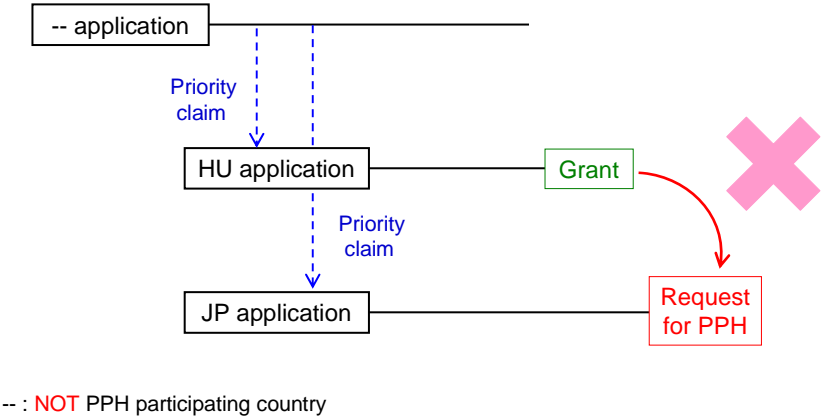 -- application
Priority
claim
HU application
Grant
Priority
claim
JP application
Request
for PPH
-- : NOT PPH participating country